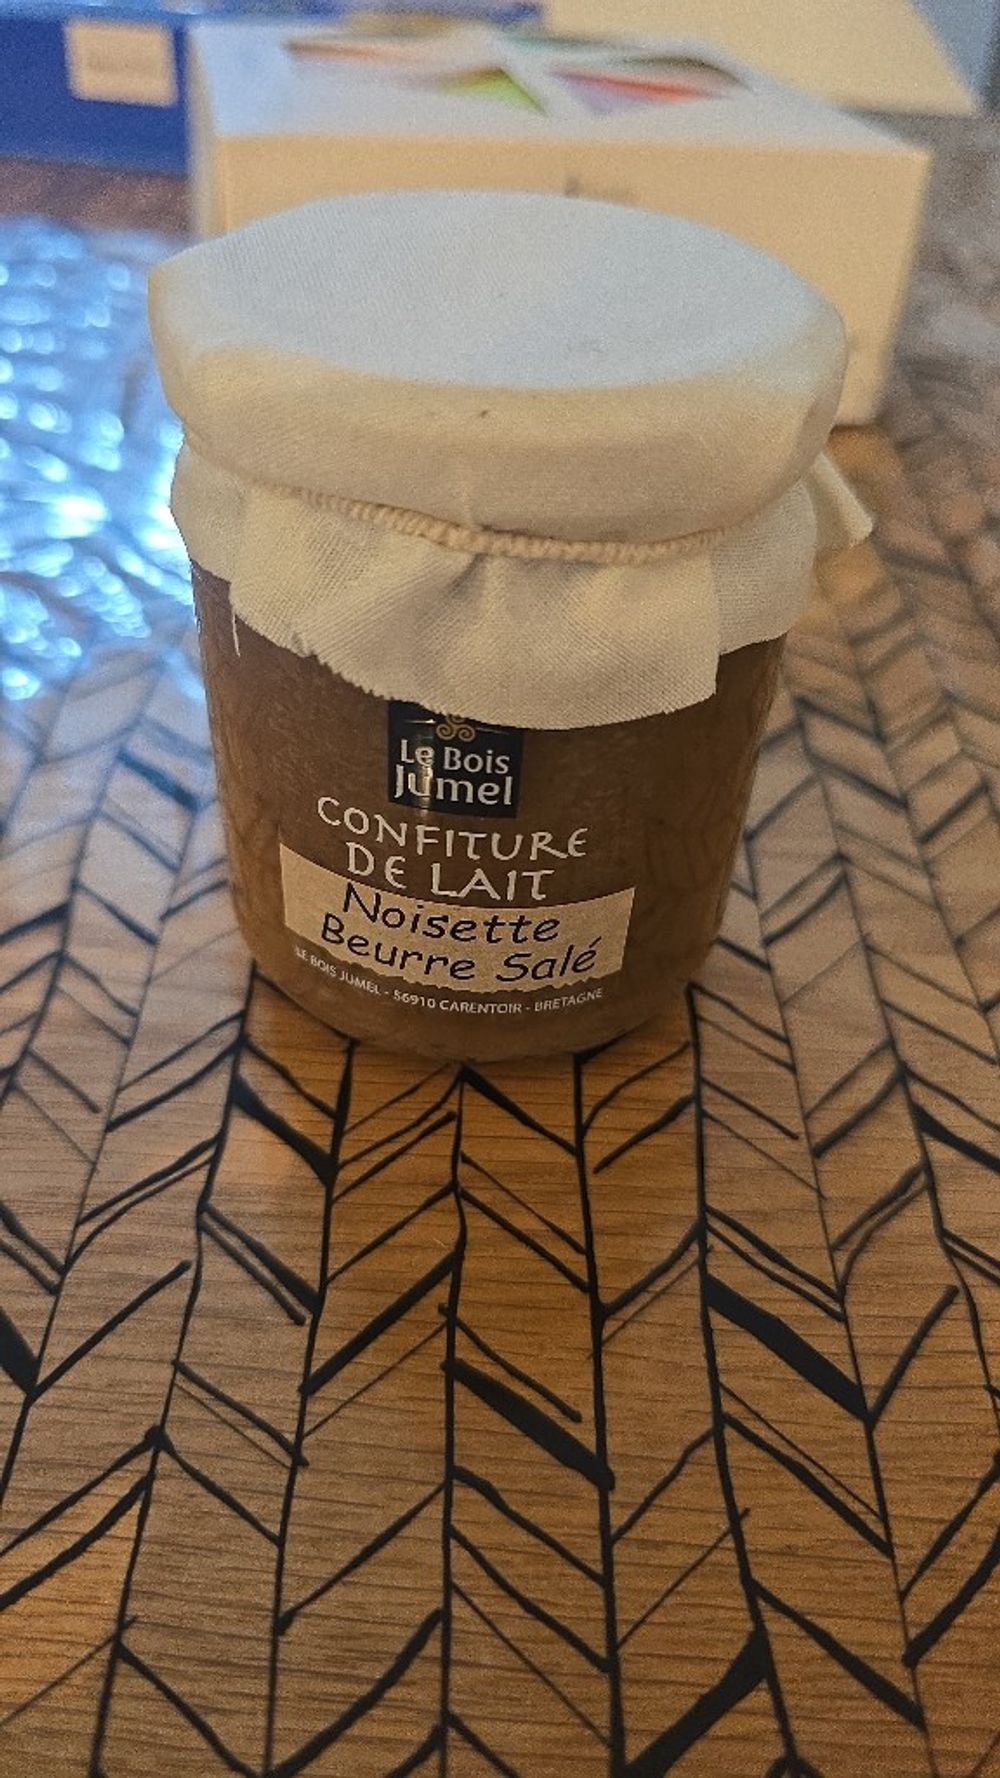 Le Bois
Jumel
CONFITURE
DE LAIT
Noisette
Beurre Salé
LE BOIS JUMEL - 56910 CARENTOIR - BRETAGNE